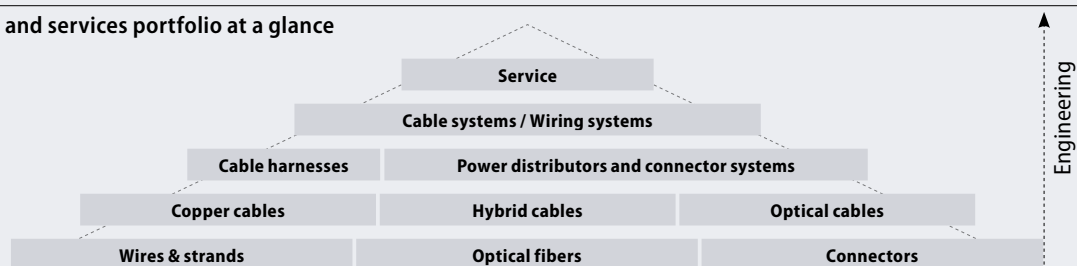 and services portfolio at a glance
Service
Cable systems / Wiring systems
Cable harnesses
Power distributors and connector systems
Copper cables
Hybrid cables
Optical cables
Wires & strands
Optical fibers
Connectors
Engineering